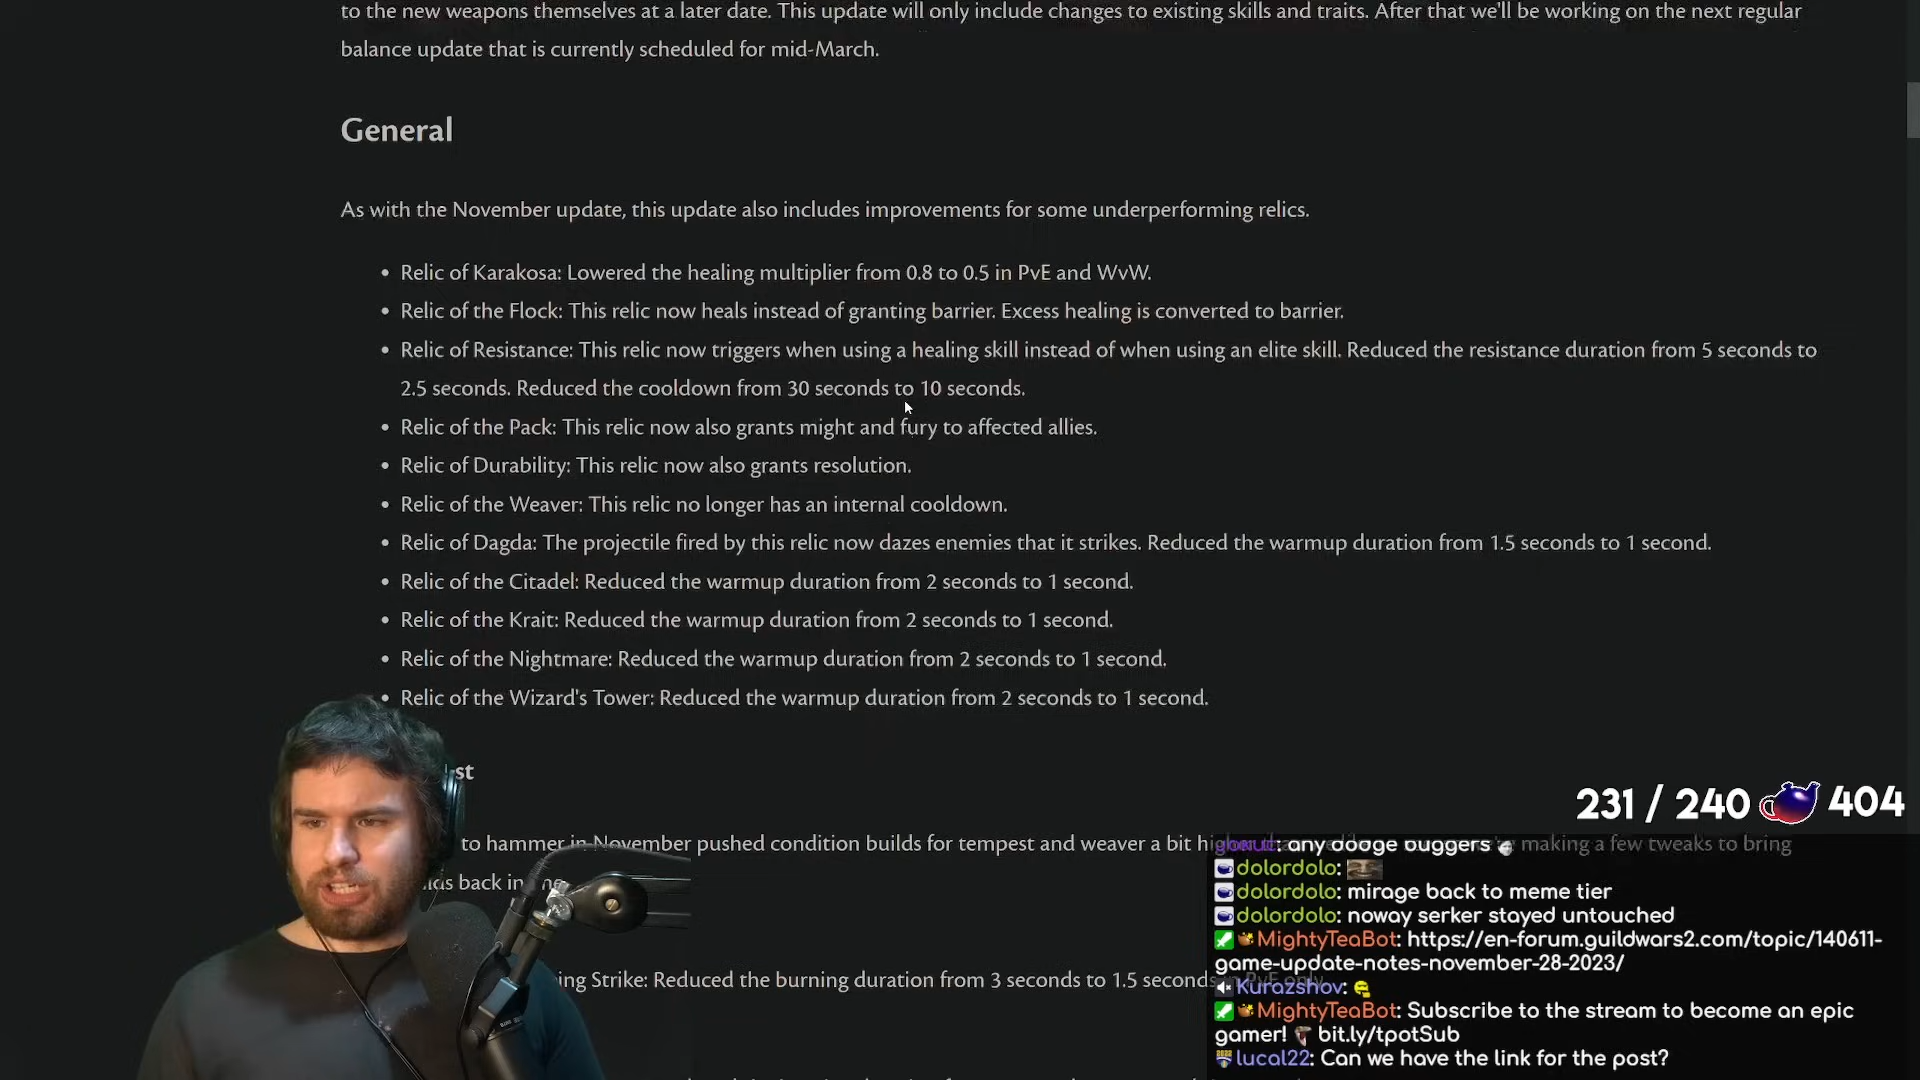 to the new weapons themselves at a later date. This update will only include changes to existing skills and traits. After that we'll be working on the next regular
balance update that is currently scheduled for mid-March.
General
As with the November update, this update also includes improvements for some underperforming relics.
• Relic of Karakosa: Lowered the healing multiplier from 0.8 to 0.5 in PvE and WvW.
• Relic of the Flock: This relic now heals instead of granting barrier. Excess healing is converted to barrier.
• Relic of Resistance: This relic now triggers when using a healing skill instead of when using an elite skill. Reduced the resistance duration from 5 seconds to
2.5 seconds. Reduced the cooldown from 30 seconds to 10 seconds.
• Relic of the Pack: This relic now also grants might and fury to affected allies.
• Relic of Durability: This relic now also grants resolution.
• Relic of the Weaver: This relic no longer has an internal cooldown.
• Relic of Dagda: The projectile fired by this relic now dazes enemies that it strikes. Reduced the warmup duration from 1.5 seconds to 1 second.
• Relic of the Citadel: Reduced the warmup duration from 2 seconds to 1 second.
• Relic of the Krait: Reduced the warmup duration from 2 seconds to 1 second.
• Relic of the Nightmare: Reduced the warmup duration from 2 seconds to 1 second.
• Relic of the Wizard's Tower: Reduced the warmup duration from 2 seconds to 1 second.
st
to hammer in November pushed condition builds for tempest and weaver a bit making a few tweaks to bring
back in
ing Strike: Reduced the burning duration from 3 seconds to 1.5 seconds
231 / 240 404
any dodge buggers
dolordolo:
dolordolo: mirage back to meme tier
dolordolo: noway serker stayed untouched
MightyTeaBot: https://en-forum.guildwars2.com/topic/140611-
game-update-notes-november-28-2023/
Kurazshov:
MightyTeaBot: Subscribe to the stream to become an epic
gamer! bit.ly/tpotSub
lucal22: Can we have the link for the post?